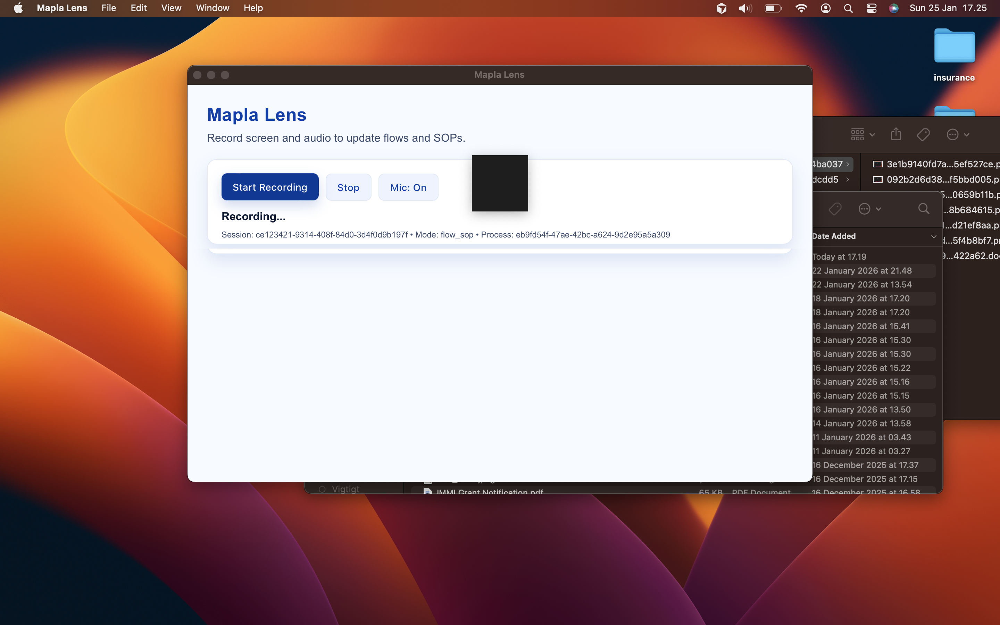 Mapla Lens File Edit View Window Help Sun 25 Jan 17.25
insurance
Mapla Lens
Mapla Lens
Record screen and audio to update flows and SOPs.
Start Recording Stop Mic: On
Recording...
Session: ce123421-9314-408f-84d0-3d4f0d9b197f • Mode: flow_sop • Process: eb9fd54f-47ae-42bc-a624-9d2e95a5a309
4ba037
dcdd5
3e1b9140fd7a...5ef527ce.p
092b2d6d38...f5bbd005.p
5...0659b11b.p
...8b684615.p
...d21ef8aa.pr
...5f4b8bf7.pr
9...422a62.do
Date Added
Today at 17.19
22 January 2026 at 21.48
22 January 2026 at 13.54
18 January 2026 at 17.20
18 January 2026 at 17.20
16 January 2026 at 15.41
16 January 2026 at 15.30
16 January 2026 at 15.30
16 January 2026 at 15.22
16 January 2026 at 15.16
16 January 2026 at 15.15
16 January 2026 at 13.50
14 January 2026 at 13.58
11 January 2026 at 03.43
11 January 2026 at 03.27
16 December 2025 at 17.37
16 December 2025 at 17.15
Vigtigt
IMMI Grant Notification.pdf 65 KB PDF Document 16 December 2025 at 16.58